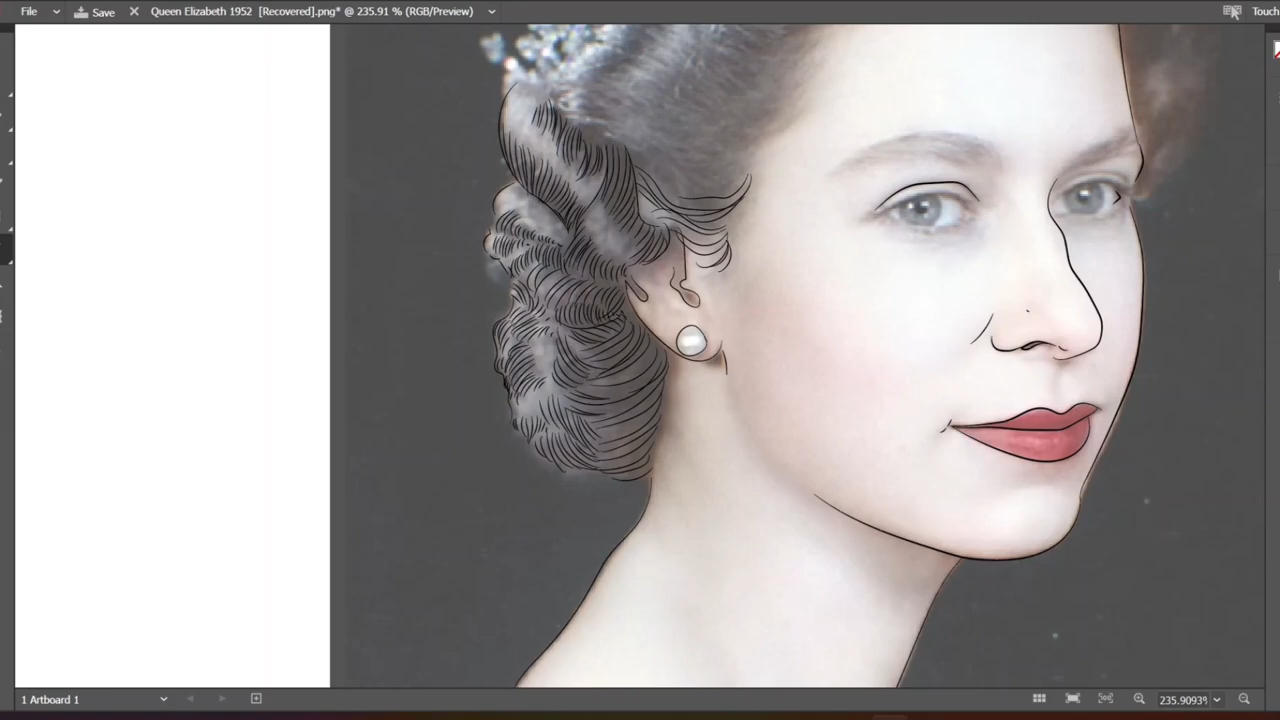 File Save Queen Elizabeth 1952 [Recovered].png* @ 235.91 % (RGB/Preview) Touch
1 Artboard 1 235.9093%